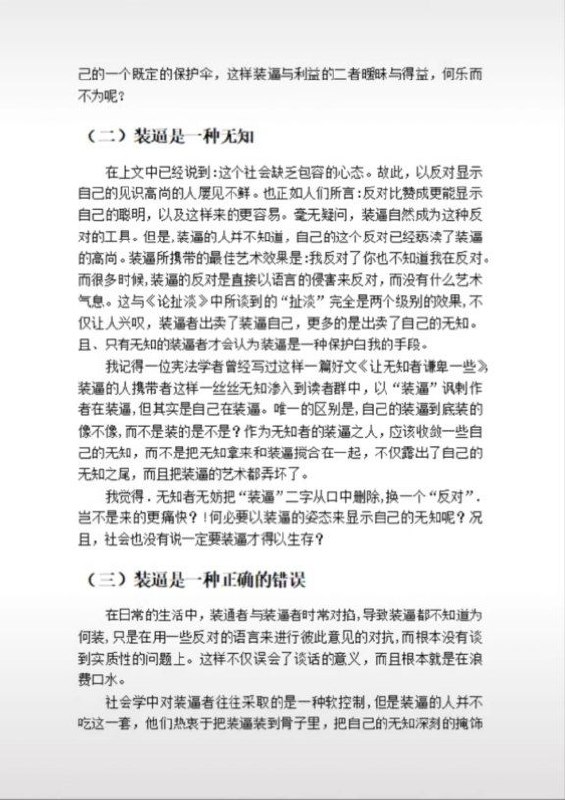 己的一个既定的保护伞，这样装逼与利益的二者暧昧与得益，何乐而
不为呢？
（二）装逼是一种无知
在上文中已经说到：这个社会缺乏包容的心态。故此，以反对显示
自己的见识高尚的人屡见不鲜。也正如人们所言：反对比赞成更能显示
自己的聪明，以及这样来的更容易。毫无疑问，装逼自然成为这种反
对的工具。但是，装逼的人并不知道，自己的这个反对已经亵渎了装逼
的高尚。装逼所携带的最佳艺术效果是：我反对了你也不知道我在反对。
而很多时候，装逼的反对是直接以语言的侵害来反对，而没有什么艺术
气息。这与《论扯淡》中所谈到的“扯淡”完全是两个级别的效果，不
仅让人兴叹，装逼者出卖了装逼自己，更多的是出卖了自己的无知。
且、只有无知的装逼者才会认为装逼是一种保护白我的手段。
我记得一位宪法学者曾经写过这样一篇好文《让无知者谦卑一些》，
装逼的人携带者这样一丝丝无知渗入到读者群中，以“装逼”讽刺作
者在装逼，但其实是自己在装逼。唯一的区别是，自己的装逼到底装的
像不像，而不是装的是不是？作为无知者的装逼之人，应该收敛一些自
己的无知，而不是把无知拿来和装逼搅合在一起，不仅露出了自己的
无知之尾，而且把装逼的艺术都弄坏了。
我觉得．无知者无妨把“装逼”二字从口中删除，换一个“反对”．
岂不是来的更痛快？！何必要以装逼的姿态来显示自己的无知呢？况
且，社会也没有说一定要装逼才得以生存？
（三）装逼是一种正确的错误
在日常的生活中，装通者与装逼者时常对掐，导致装逼都不知道为
何装，只是在用一些反对的语言来进行彼此意见的对抗，而根本没有谈
到实质性的问题上。这样不仅误会了谈话的意义，而且根本就是在浪
费口水。
社会学中对装逼者往往采取的是一种软控制，但是装逼的人并不
吃这一套，他们热衷于把装逼装到骨子里，把自己的无知深刻的掩饰